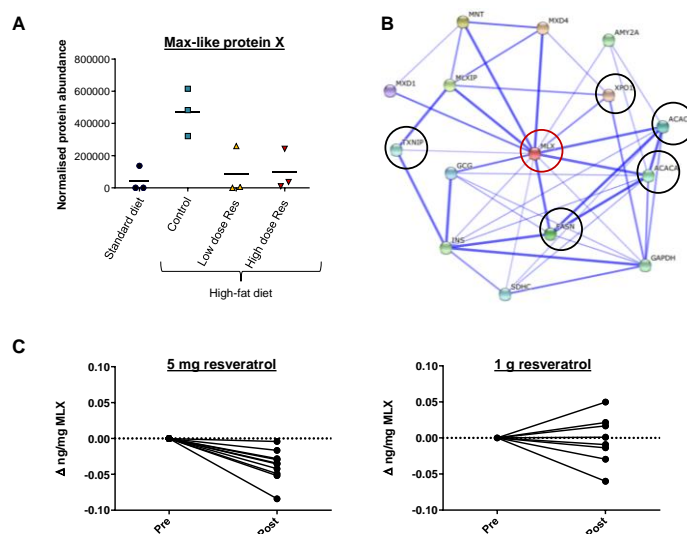 A
Max-like protein X
Normalised protein abundance
800000
600000
400000
200000
0
Standard diet
Control
Low dose Res
High dose Res
High-fat diet
B
MNT
MXD4
AMY2A
MXD1
MLXIP
XPO1
TXNIP
MLX
GCG
ACACA
FASN
INS
GAPDH
SDHC
C
5 mg resveratrol
Δ ng/mg MLX
0.10
0.05
0.00
-0.05
-0.10
Pre
Post
1 g resveratrol
Δ ng/mg MLX
0.10
0.05
0.00
-0.05
-0.10
Pre
Post